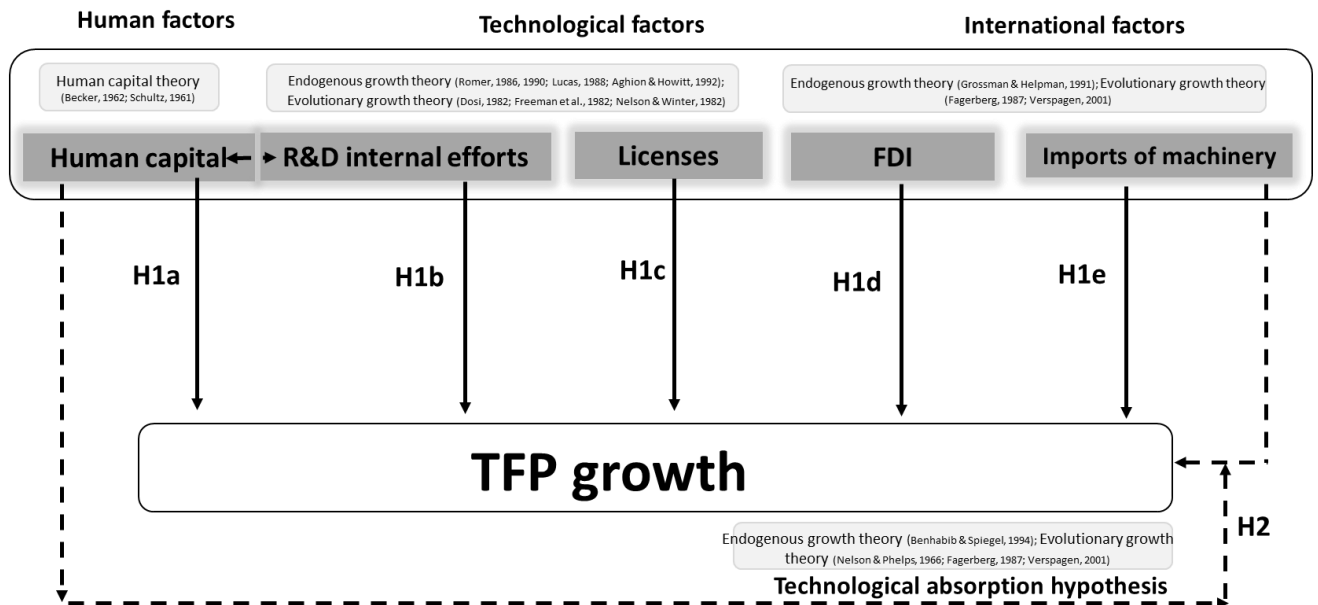 Human factors
Technological factors
International factors
Human capital theory
(Becker, 1962; Schultz, 1961)
Endogenous growth theory (Romer, 1986, 1990; Lucas, 1988; Aghion & Howitt, 1992);
Evolutionary growth theory (Dosi, 1982; Freeman et al., 1982; Nelson & Winter, 1982)
Endogenous growth theory (Grossman & Helpman, 1991); Evolutionary growth theory
(Fagerberg, 1987; Verspagen, 2001)
Human capital
R&D internal efforts
Licenses
FDI
Imports of machinery
H1a
H1b
H1c
H1d
H1e
TFP growth
H2
Endogenous growth theory (Benhabib & Spiegel, 1994); Evolutionary growth
theory (Nelson & Phelps, 1966; Fagerberg, 1987; Verspagen, 2001)
Technological absorption hypothesis